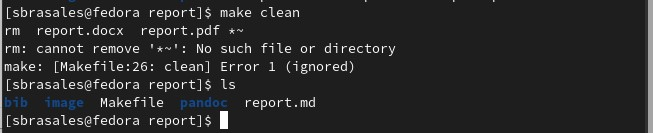 [sbrasales@fedora report]$ make clean
rm  report.docx  report.pdf *~
rm: cannot remove '*~': No such file or directory
make: [Makefile:26: clean] Error 1 (ignored)
[sbrasales@fedora report]$ ls
bib  image  Makefile  pandoc  report.md
[sbrasales@fedora report]$